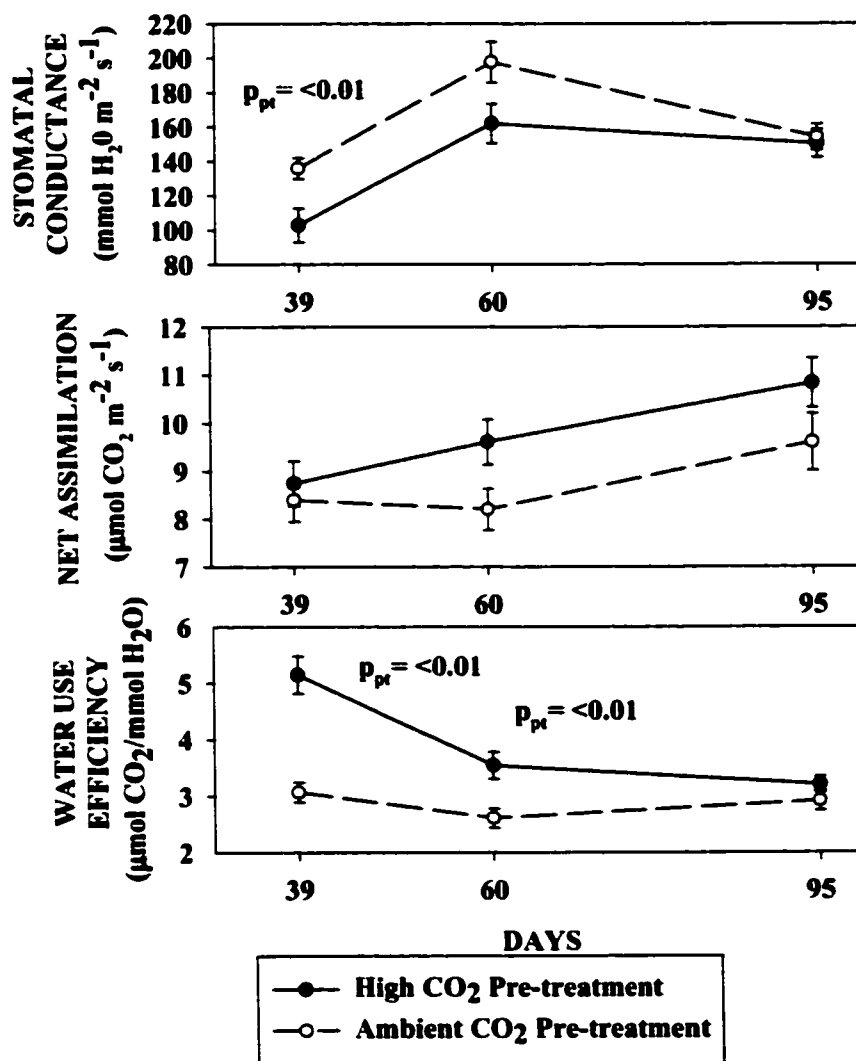 STOMATAL
CONDUCTANCE
(mmol H₂0 m⁻² s⁻¹)
220
200
180
160
140
120
100
80
pₚₜ= <0.01
39
60
95
NET ASSIMILATION
(µmol CO₂ m⁻² s⁻¹)
12
11
10
9
8
7
39
60
95
WATER USE
EFFICIENCY
(µmol CO₂/mmol H₂O)
6
5
4
3
2
pₚₜ= <0.01
pₚₜ= <0.01
39
60
95
DAYS
High CO₂ Pre-treatment
Ambient CO₂ Pre-treatment